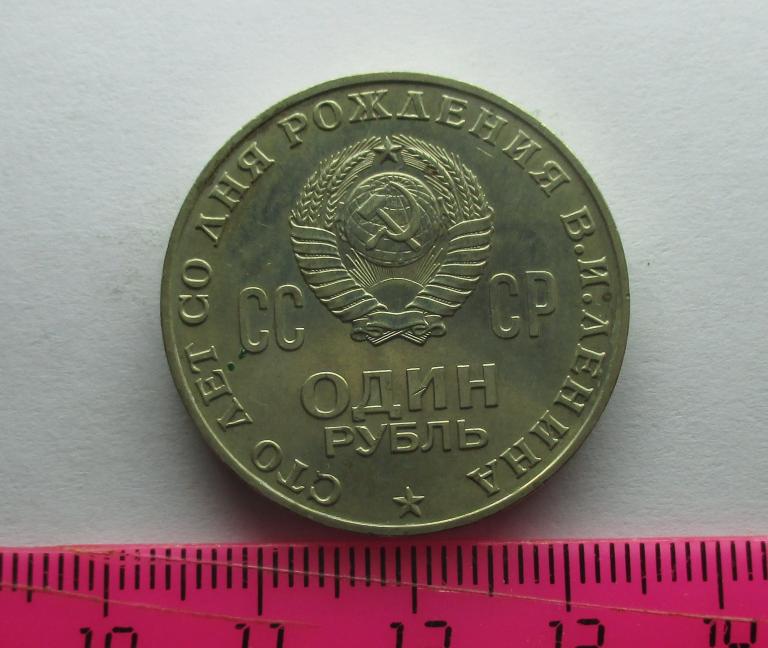 СТО ЛЕТ СО ДНЯ РОЖДЕНИЯ В.И.ЛЕНИНА
СС СР
ОДИН
РУБЛЬ
10 11 12 13 14